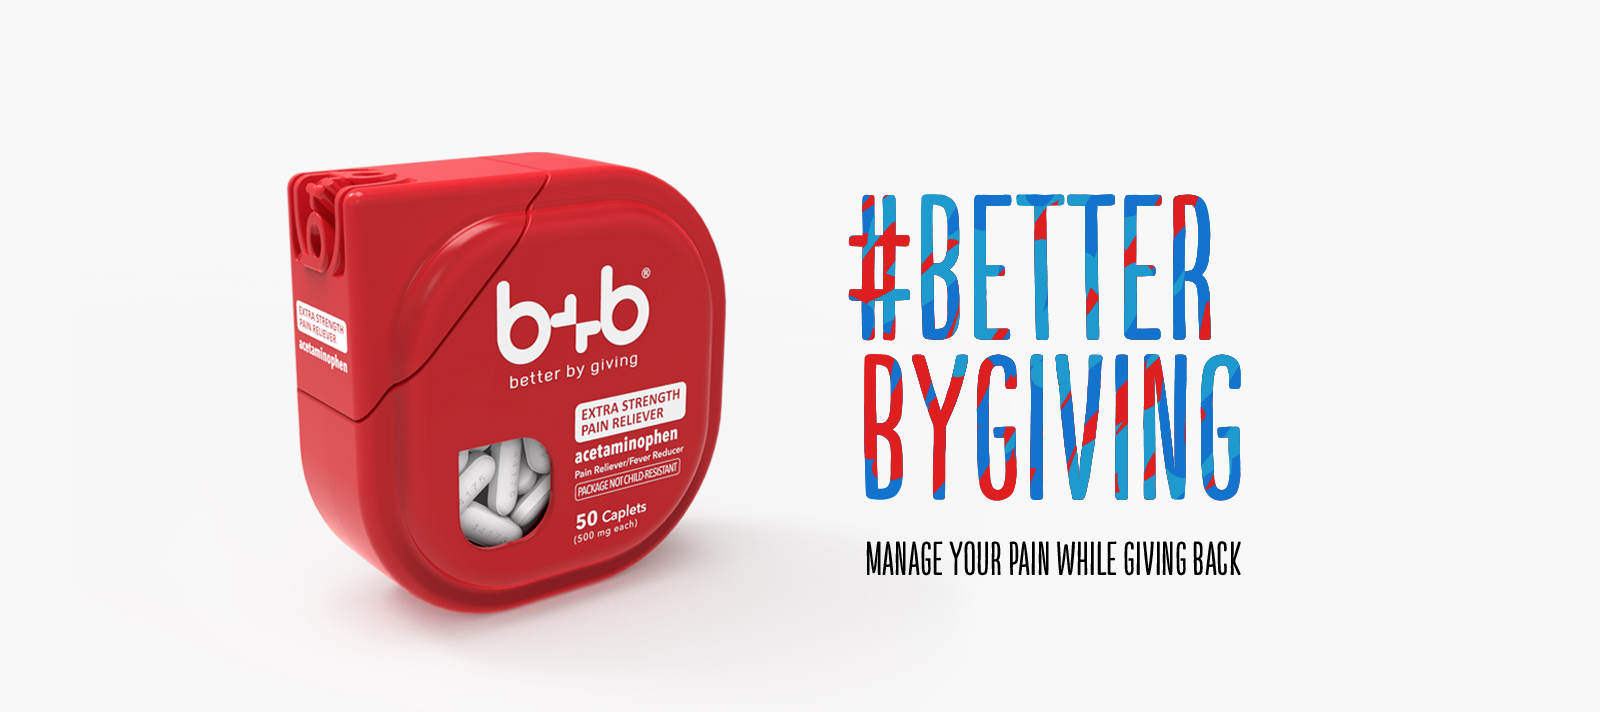 EXTRA STRENGTH
PAIN RELIEVER
acetaminophen
b+b®
better by giving
EXTRA STRENGTH
PAIN RELIEVER
acetaminophen
Pain Reliever/Fever Reducer
PACKAGE NOT CHILD-RESISTANT
50 Caplets
(500 mg each)
#BETTER
BYGIVING
MANAGE YOUR PAIN WHILE GIVING BACK